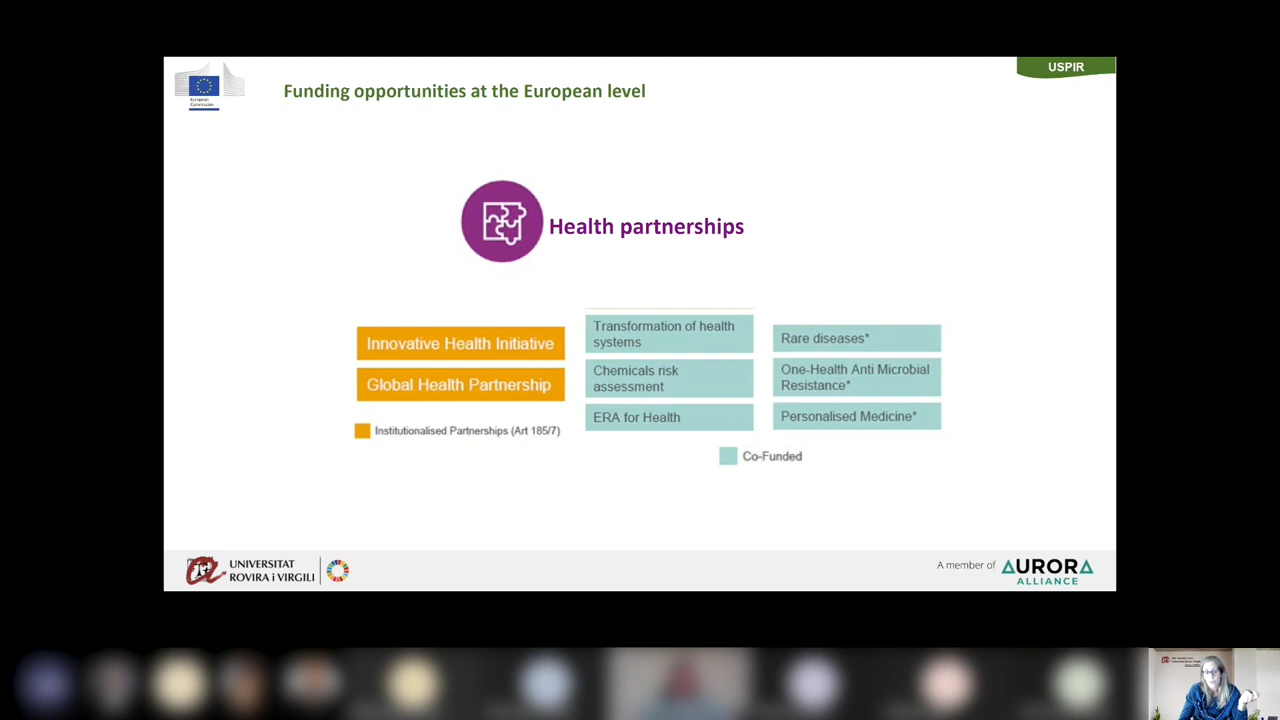 European
Commission
Funding opportunities at the European level
USPIR
Health partnerships
Innovative Health Initiative
Global Health Partnership
Institutionalised Partnerships (Art 185/7)
Transformation of health
systems
Chemicals risk
assessment
ERA for Health
Rare diseases*
One-Health Anti Microbial
Resistance*
Personalised Medicine*
Co-Funded
UNIVERSITAT
ROVIRA i VIRGILI
A member of
AURORA
ALLIANCE